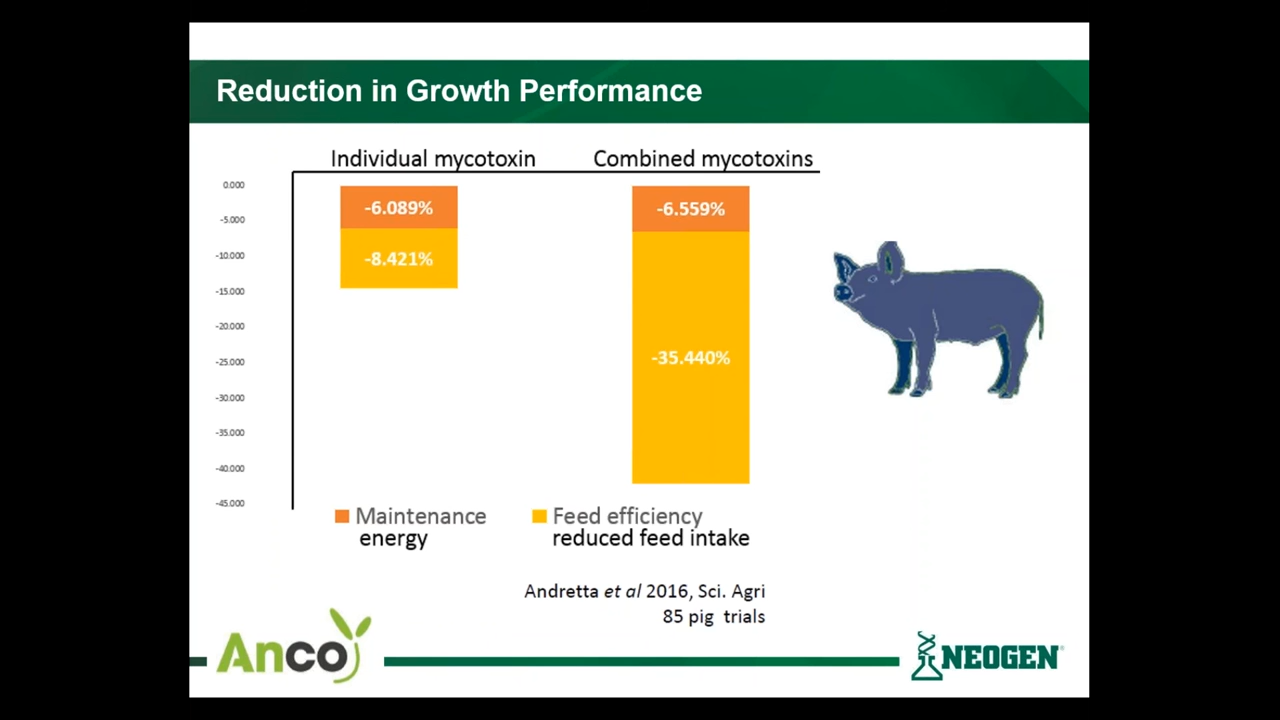 Reduction in Growth Performance
Individual mycotoxin
Combined mycotoxins
0.000
-5.000
-10.000
-15.000
-20.000
-25.000
-30.000
-35.000
-40.000
-45.000
-6.089%
-8.421%
-6.559%
-35.440%
Maintenance
energy
Feed efficiency
reduced feed intake
Andretta et al 2016, Sci. Agri
85 pig trials
Anco
NEOGEN®